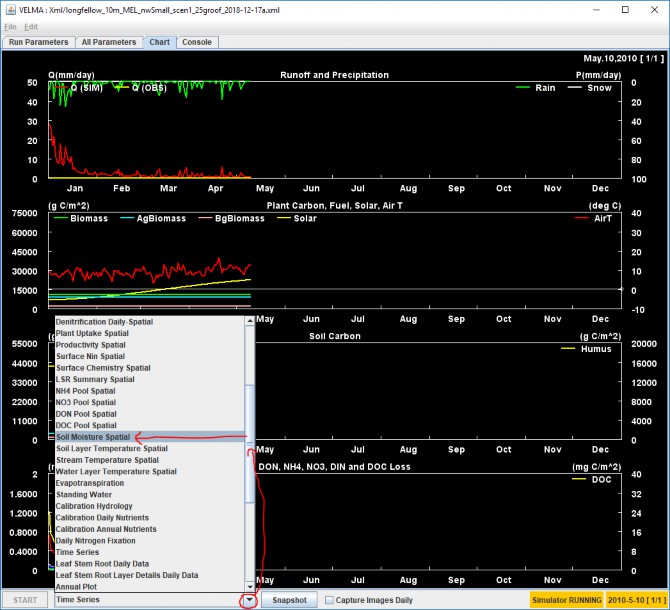 VELMA : Xml/longfellow_10m_MEL_nwSmall_scen1_25groof_2018-12-17a.xml
File Edit
Run Parameters All Parameters Chart Console
May.10,2010 [ 1/1 ]
Q(mm/day) Runoff and Precipitation P(mm/day)
Q (SIM) Q (OBS) Rain Snow
50 40 30 20 10 0
0 20 40 60 80 100
Jan Feb Mar Apr May Jun Jul Aug Sep Oct Nov Dec
(g C/m^2) Plant Carbon, Fuel, Solar, Air T (deg C)
Biomass AgBiomass BgBiomass Solar AirT
75000 60000 45000 30000 15000 0
40 30 20 10 0 -10
May Jun Jul Aug Sep Oct Nov Dec
Soil Carbon (g C/m^2)
Humus
55000 44000 33000 22000 11000 0
20000 16000 12000 8000 4000 0
May Jun Jul Aug Sep Oct Nov Dec
DON, NH4, NO3, DIN and DOC Loss (mg C/m^2)
DOC
2 1.6000 1.2000 0.8000 0.4000 0
40 32 24 16 8 0
May Jun Jul Aug Sep Oct Nov Dec
Denitrification Daily-Spatial
Plant Uptake Spatial
Productivity Spatial
Surface Nin Spatial
Surface Chemistry Spatial
LSR Summary Spatial
NH4 Pool Spatial
NO3 Pool Spatial
DON Pool Spatial
DOC Pool Spatial
Soil Moisture Spatial
Soil Layer Temperature Spatial
Stream Temperature Spatial
Water Layer Temperature Spatial
Evapotranspiration
Standing Water
Calibration Hydrology
Calibration Daily Nutrients
Calibration Annual Nutrients
Daily Nitrogen Fixation
Time Series
Leaf Stem Root Daily Data
Leaf Stem Root Layer Details Daily Data
Annual Plot
START Time Series Snapshot Capture Images Daily Simulator RUNNING 2010-5-10 [ 1/1 ]